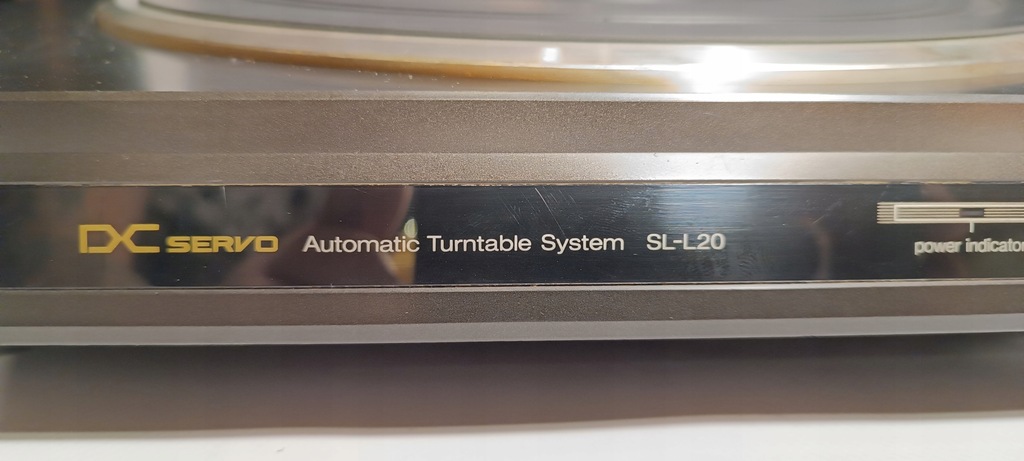 DC SERVO Automatic Turntable System SL-L20
power indicator